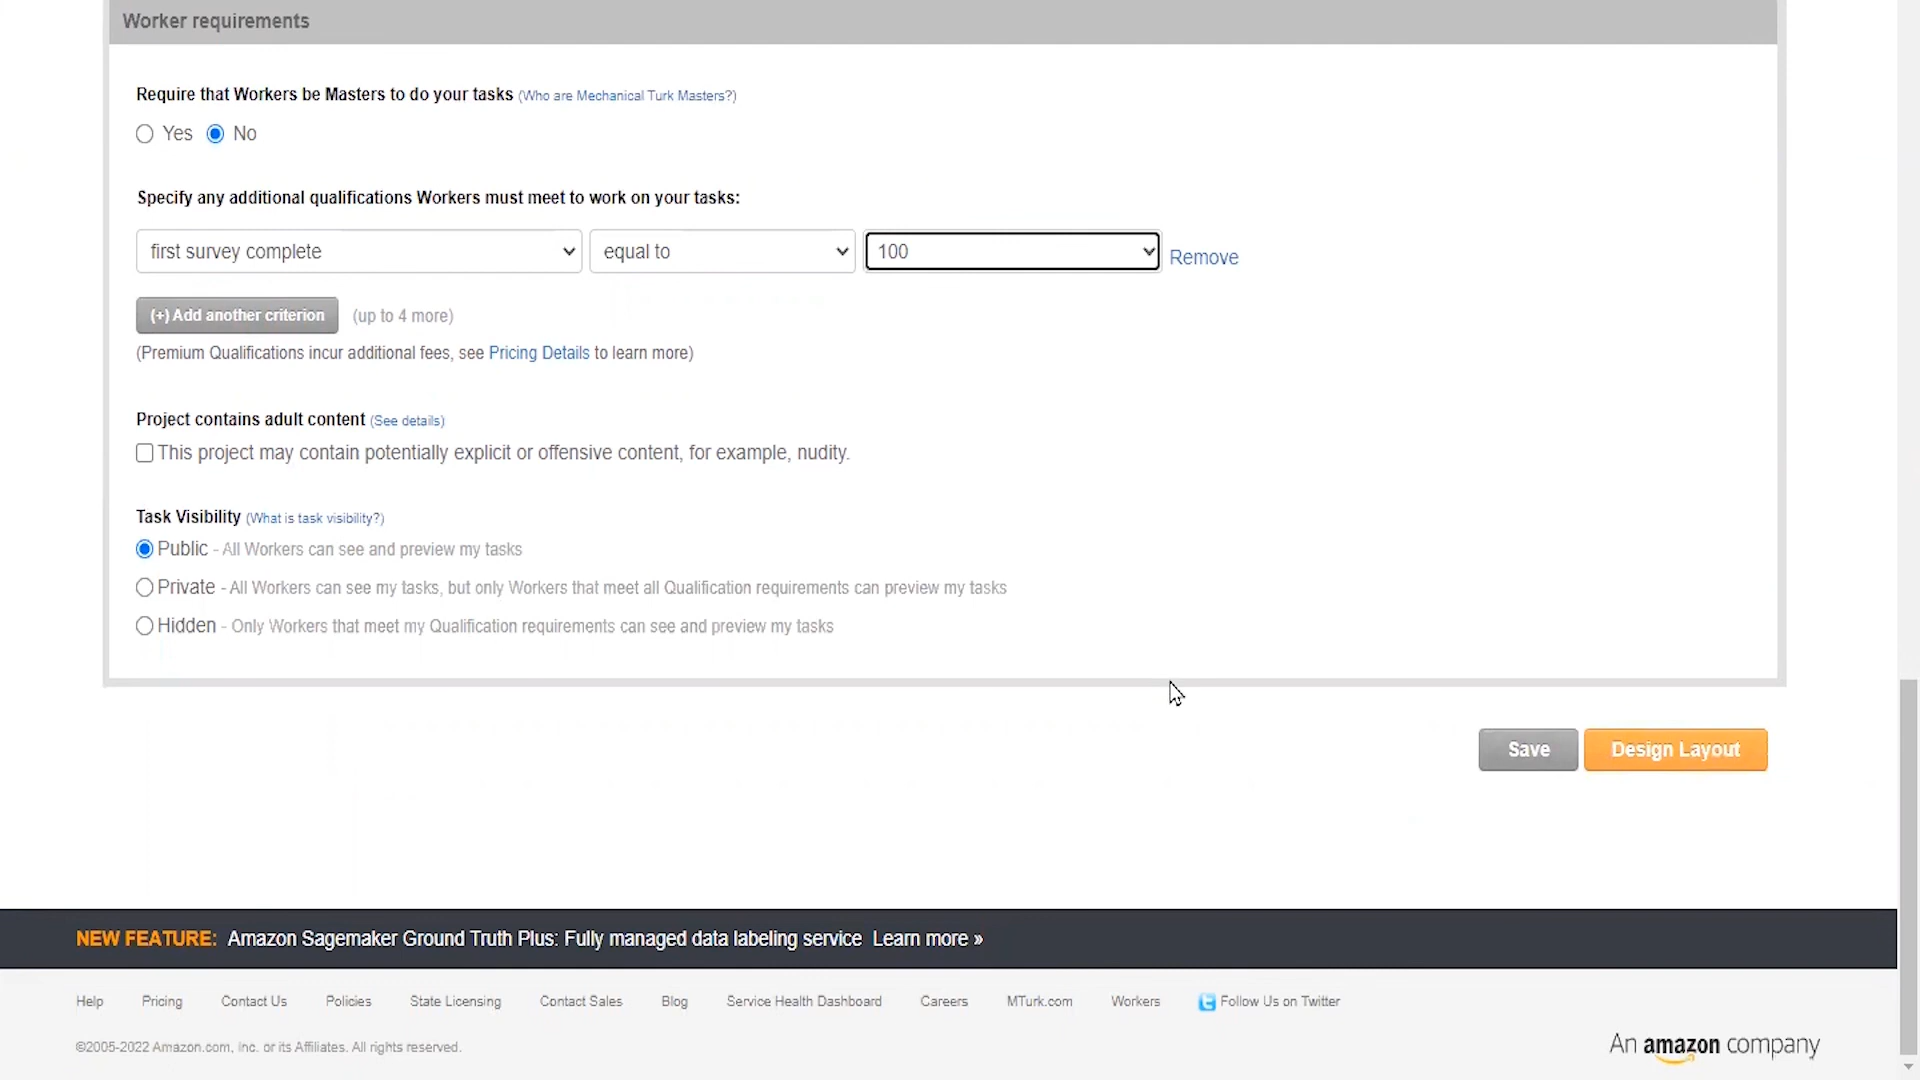 Worker requirements
Require that Workers be Masters to do your tasks (Who are Mechanical Turk Masters?)
Yes No
Specify any additional qualifications Workers must meet to work on your tasks:
first survey complete equal to 100 Remove
(+) Add another criterion (up to 4 more)
(Premium Qualifications incur additional fees, see Pricing Details to learn more)
Project contains adult content (See details)
This project may contain potentially explicit or offensive content, for example, nudity.
Task Visibility (What is task visibility?)
Public - All Workers can see and preview my tasks
Private - All Workers can see my tasks, but only Workers that meet all Qualification requirements can preview my tasks
Hidden - Only Workers that meet my Qualification requirements can see and preview my tasks
Save Design Layout
NEW FEATURE: Amazon Sagemaker Ground Truth Plus: Fully managed data labeling service Learn more »
Help Pricing Contact Us Policies State Licensing Contact Sales Blog Service Health Dashboard Careers MTurk.com Workers Follow Us on Twitter
©2005-2022 Amazon.com, Inc. or its Affiliates. All rights reserved.
An amazon company